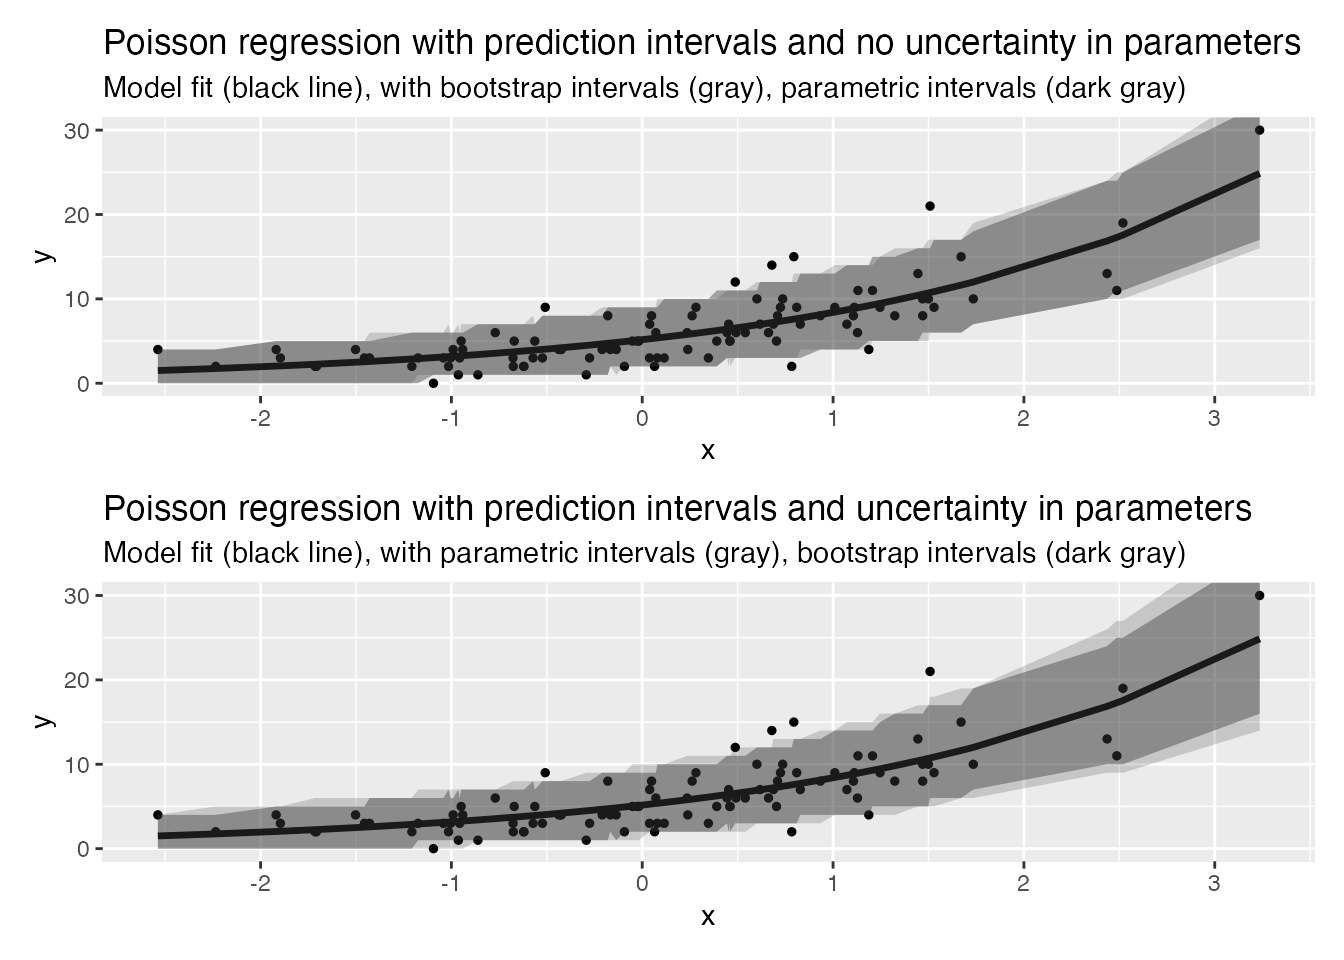 Poisson regression with prediction intervals and no uncertainty in parameters
Model fit (black line), with bootstrap intervals (gray), parametric intervals (dark gray)
30
20
10
0
y
-2 -1 0 1 2 3
x
Poisson regression with prediction intervals and uncertainty in parameters
Model fit (black line), with parametric intervals (gray), bootstrap intervals (dark gray)
30
20
10
0
y
-2 -1 0 1 2 3
x